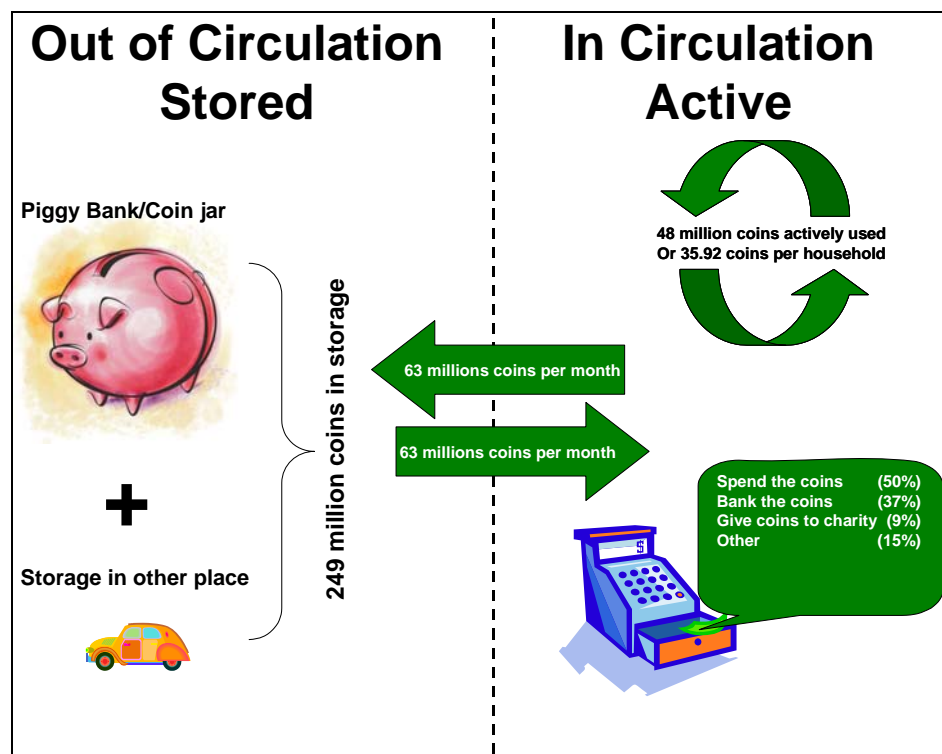 Out of Circulation
Stored
In Circulation
Active
Piggy Bank/Coin jar
48 million coins actively used
Or 35.92 coins per household
249 million coins in storage
63 millions coins per month
63 millions coins per month
Spend the coins (50%)
Bank the coins (37%)
Give coins to charity (9%)
Other (15%)
+
Storage in other place
$